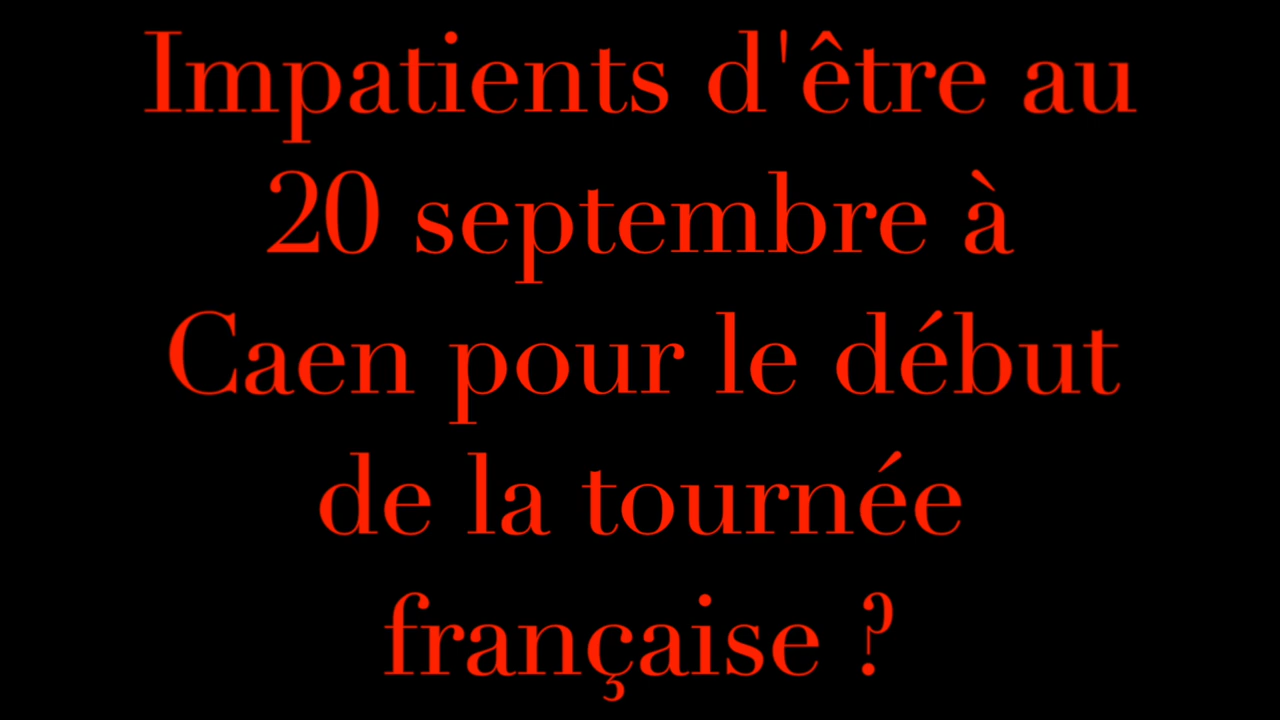 Impatients d'être au
20 septembre à
Caen pour le début
de la tournée
française ?